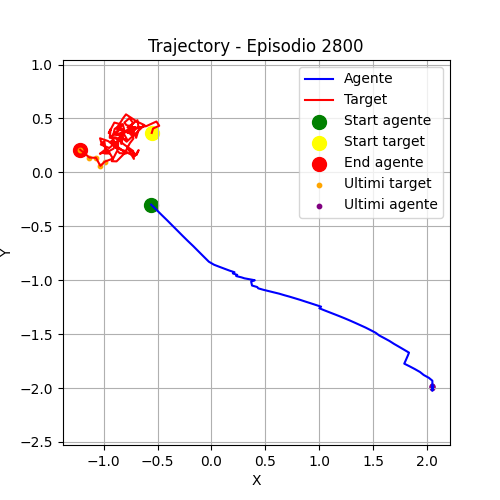 Trajectory - Episodio 2800
1.0
0.5
0.0
−0.5
−1.0
−1.5
−2.0
−2.5
Y
−1.0
−0.5
0.0
0.5
1.0
1.5
2.0
X
Agente
Target
Start agente
Start target
End agente
Ultimi target
Ultimi agente